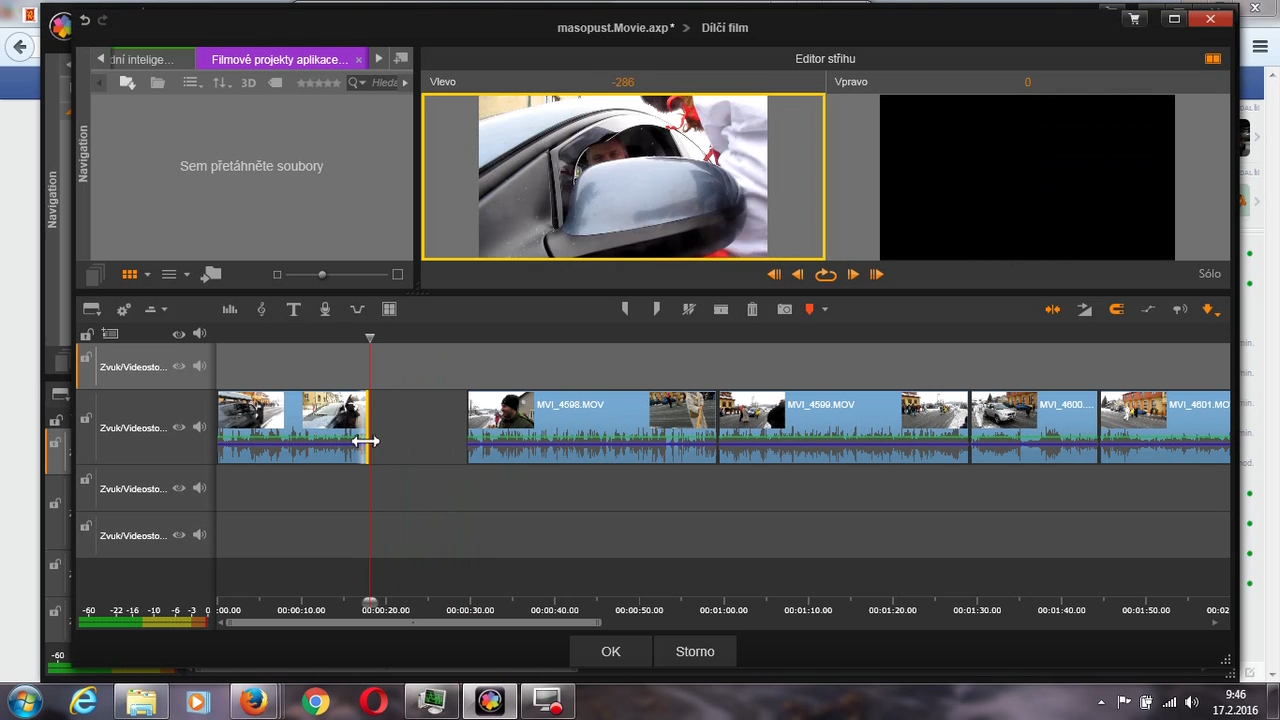 masopust.Movie.axp* > Dílčí film
dní intelige...
Filmové projekty aplikace... ×
3D
Hleda
Editor střihu
Vlevo
-286
Vpravo
0
Navigation
Navigation
Sem přetáhněte soubory
Sólo
Zvuk/Videosto...
Zvuk/Videosto...
MVI_4598.MOV
MVI_4599.MOV
MVI_4600....
MVI_4601.MO
Zvuk/Videosto...
Zvuk/Videosto...
-60 -22 -16 -10 -6 -3 0
:00.00 00:00:10.00 00:00:20.00 00:00:30.00 00:00:40.00 00:00:50.00 00:01:00.00 00:01:10.00 00:01:20.00 00:01:30.00 00:01:40.00 00:01:50.00 00:02
OK
Storno
-60
9:46
17.2.2016